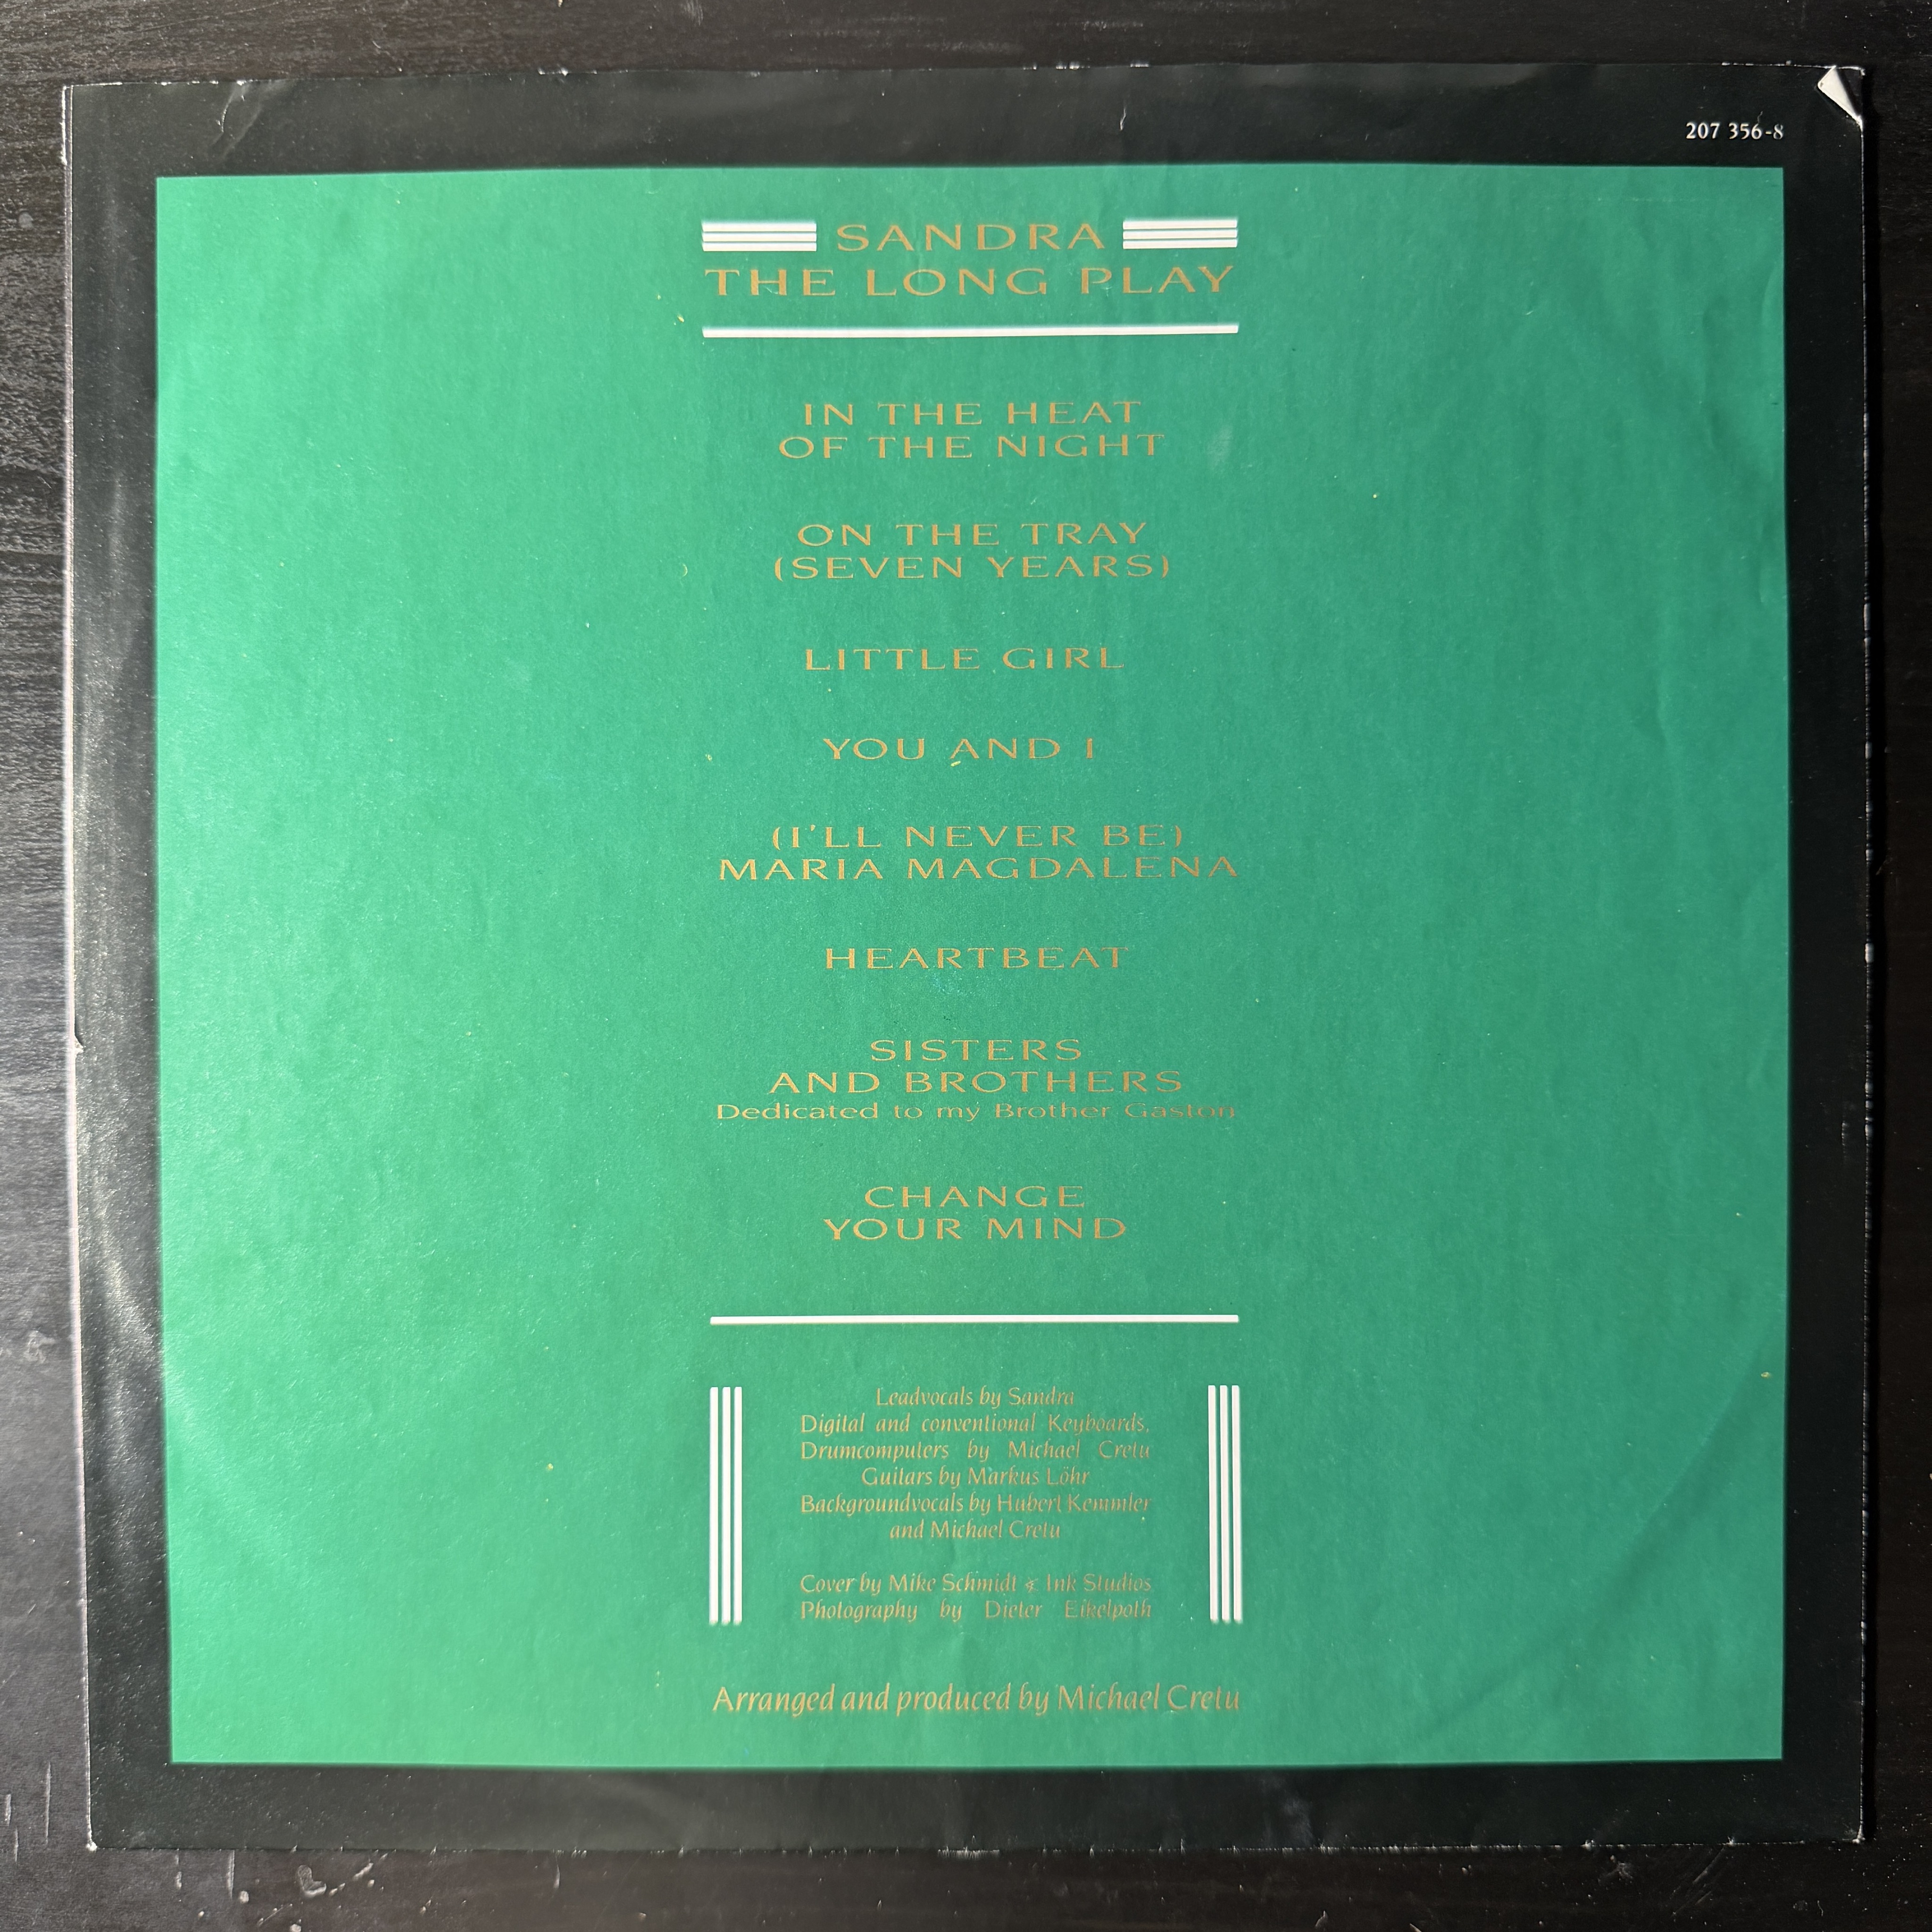 207 356-8
SANDRA
THE LONG PLAY
IN THE HEAT
OF THE NIGHT
ON THE TRAY
(SEVEN YEARS)
LITTLE GIRL
YOU AND I
(I'LL NEVER BE)
MARIA MAGDALENA
HEARTBEAT
SISTERS
AND BROTHERS
Dedicated to my Brother Gaston
CHANGE
YOUR MIND
Leadvocals by Sandra
Digital and conventional Keyboards,
Drumcomputers by Michael Cretu
Guitars by Markus Löhr
Backgroundvocals by Hubert Kemmler
and Michael Cretu
Cover by Mike Schmidt & Ink Studios
Photography by Dieter Eikelpoth
Arranged and produced by Michael Cretu